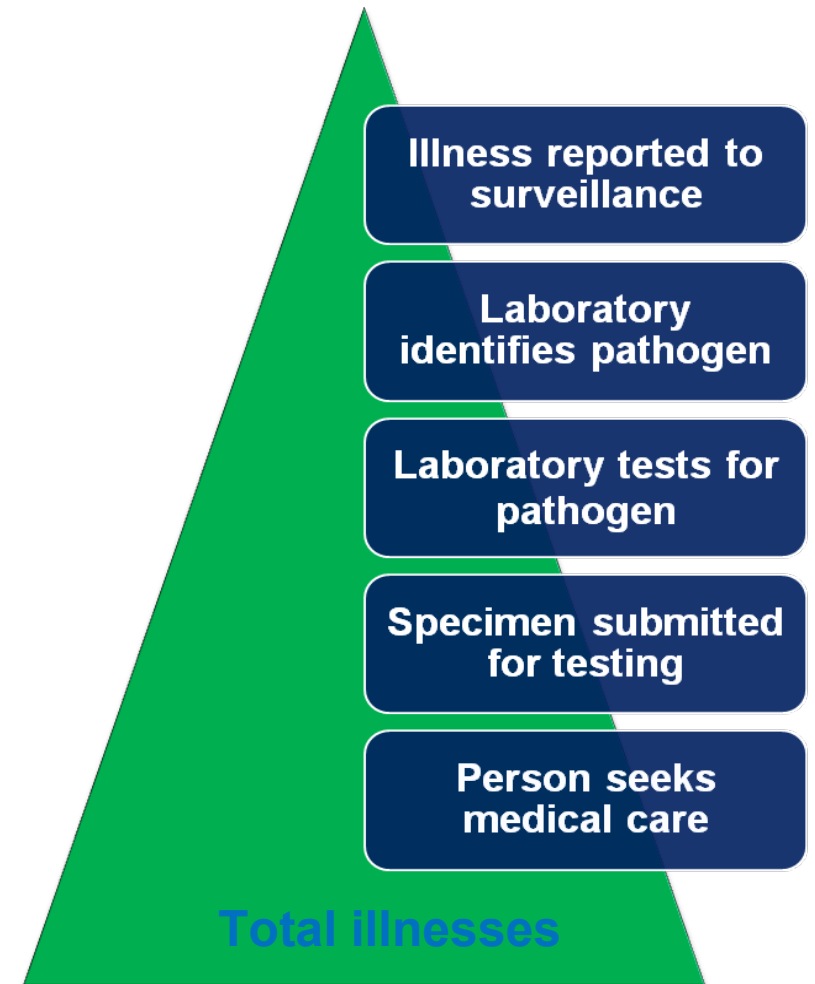 Illness reported to
surveillance
Laboratory
identifies pathogen
Laboratory tests for
pathogen
Specimen submitted
for testing
Person seeks
medical care
Total illnesses